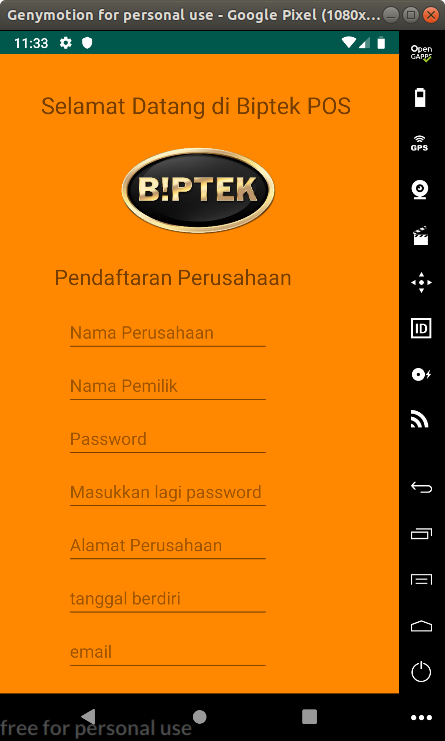 Genymotion for personal use - Google Pixel (1080x...
11:33
Open
GAPPS
Selamat Datang di Biptek POS
GPS
B!PTEK
Pendaftaran Perusahaan
Nama Perusahaan
ID
Nama Pemilik
Password
Masukkan lagi password
Alamat Perusahaan
tanggal berdiri
email
free for personal use